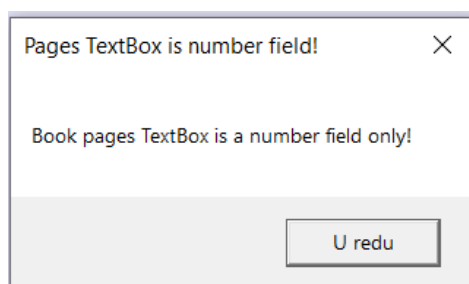 Pages TextBox is number field!
Book pages TextBox is a number field only!
U redu